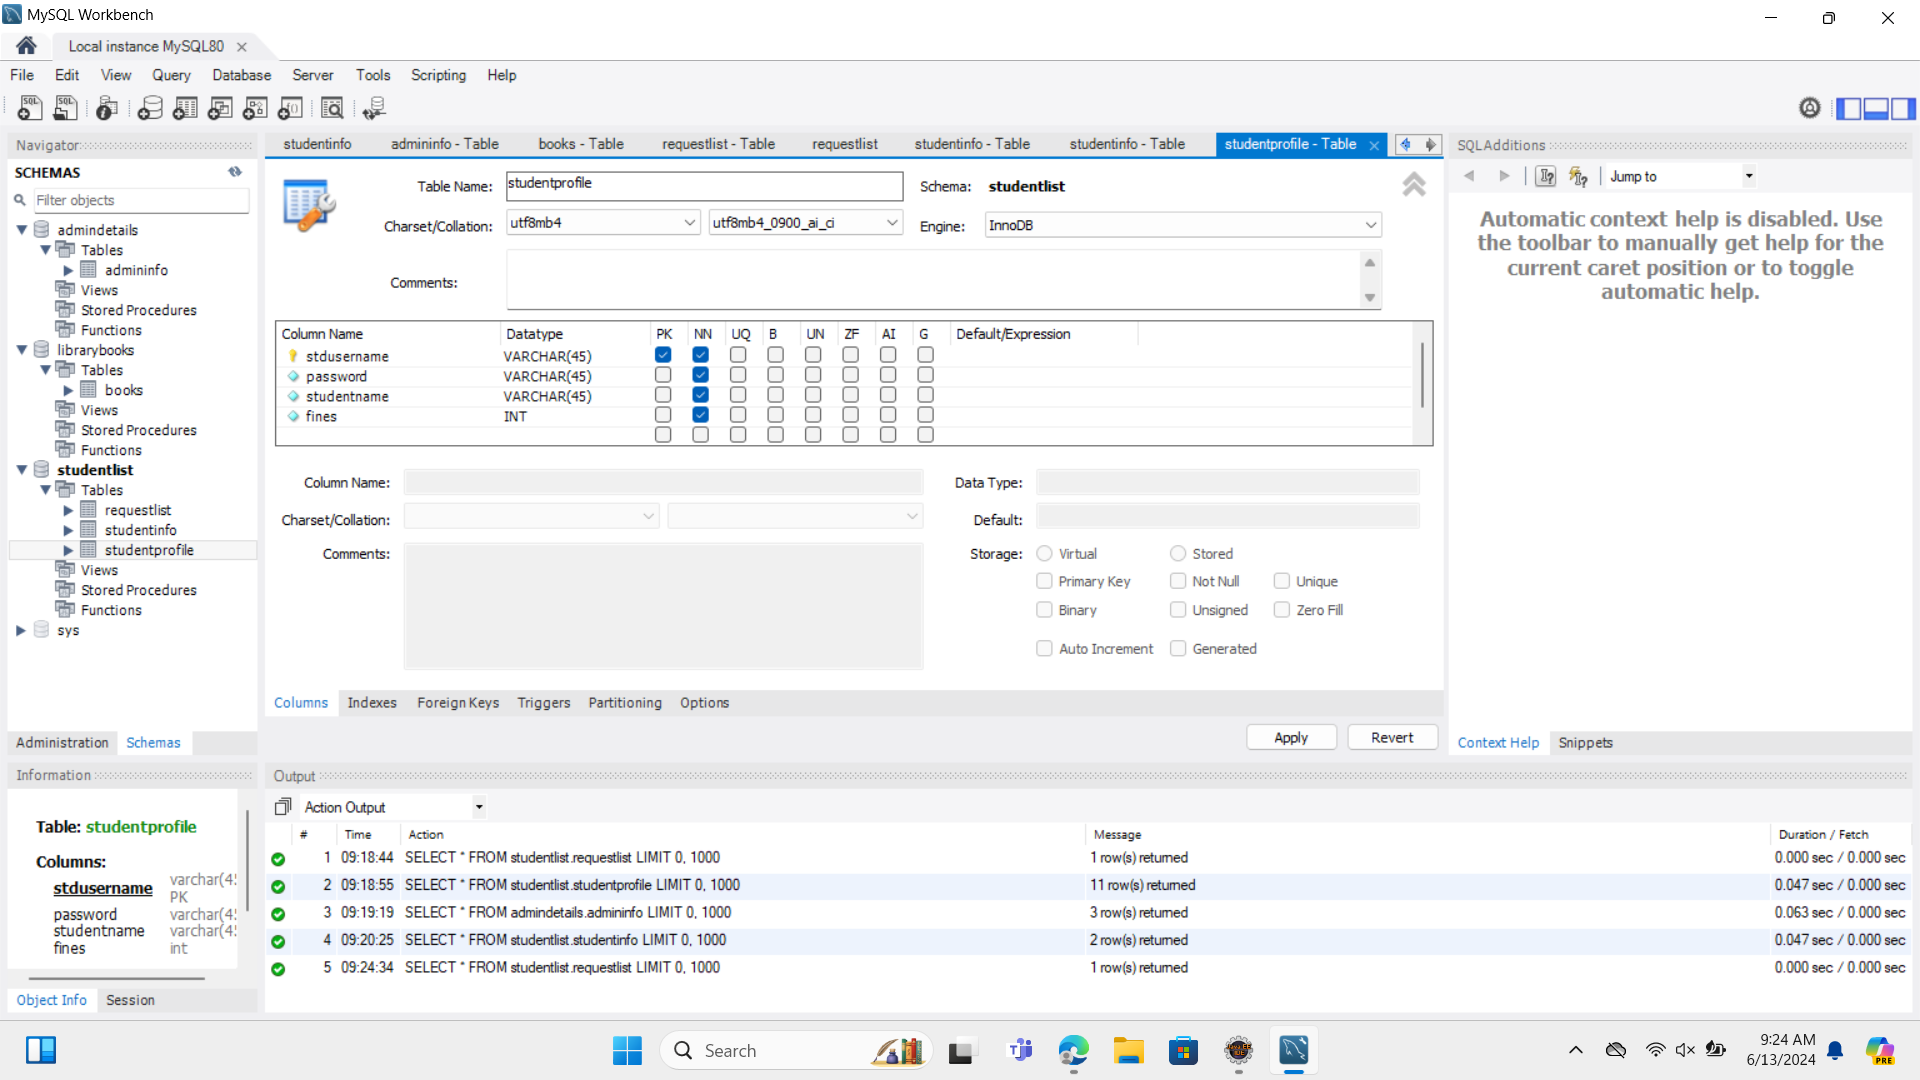 MySQL Workbench
Local instance MySQL80
File Edit View Query Database Server Tools Scripting Help
Navigator
SCHEMAS
Filter objects
admindetails
Tables
admininfo
Views
Stored Procedures
Functions
librarybooks
Tables
books
Views
Stored Procedures
Functions
studentlist
Tables
requestlist
studentinfo
studentprofile
Views
Stored Procedures
Functions
sys
Administration Schemas
Information
Table: studentprofile
Columns:
stdusername varchar(45
PK
password varchar(45
studentname varchar(45
fines int
Object Info Session
studentinfo admininfo - Table books - Table requestlist - Table requestlist studentinfo - Table studentinfo - Table studentprofile - Table
Table Name: studentprofile Schema: studentlist
Charset/Collation: utf8mb4 utf8mb4_0900_ai_ci Engine: InnoDB
Comments:
Column Name Datatype PK NN UQ B UN ZF AI G Default/Expression
stdusername VARCHAR(45)
password VARCHAR(45)
studentname VARCHAR(45)
fines INT
Column Name: Data Type:
Charset/Collation: Default:
Comments: Storage: Virtual Stored
Primary Key Not Null Unique
Binary Unsigned Zero Fill
Auto Increment Generated
Columns Indexes Foreign Keys Triggers Partitioning Options
Apply Revert
SQLAdditions
Jump to
Automatic context help is disabled. Use
the toolbar to manually get help for the
current caret position or to toggle
automatic help.
Context Help Snippets
Output
Action Output
# Time Action Message Duration / Fetch
1 09:18:44 SELECT * FROM studentlist.requestlist LIMIT 0, 1000 1 row(s) returned 0.000 sec / 0.000 sec
2 09:18:55 SELECT * FROM studentlist.studentprofile LIMIT 0, 1000 11 row(s) returned 0.047 sec / 0.000 sec
3 09:19:19 SELECT * FROM admindetails.admininfo LIMIT 0, 1000 3 row(s) returned 0.063 sec / 0.000 sec
4 09:20:25 SELECT * FROM studentlist.studentinfo LIMIT 0, 1000 2 row(s) returned 0.047 sec / 0.000 sec
5 09:24:34 SELECT * FROM studentlist.requestlist LIMIT 0, 1000 1 row(s) returned 0.000 sec / 0.000 sec
Search
9:24 AM
6/13/2024
PRE